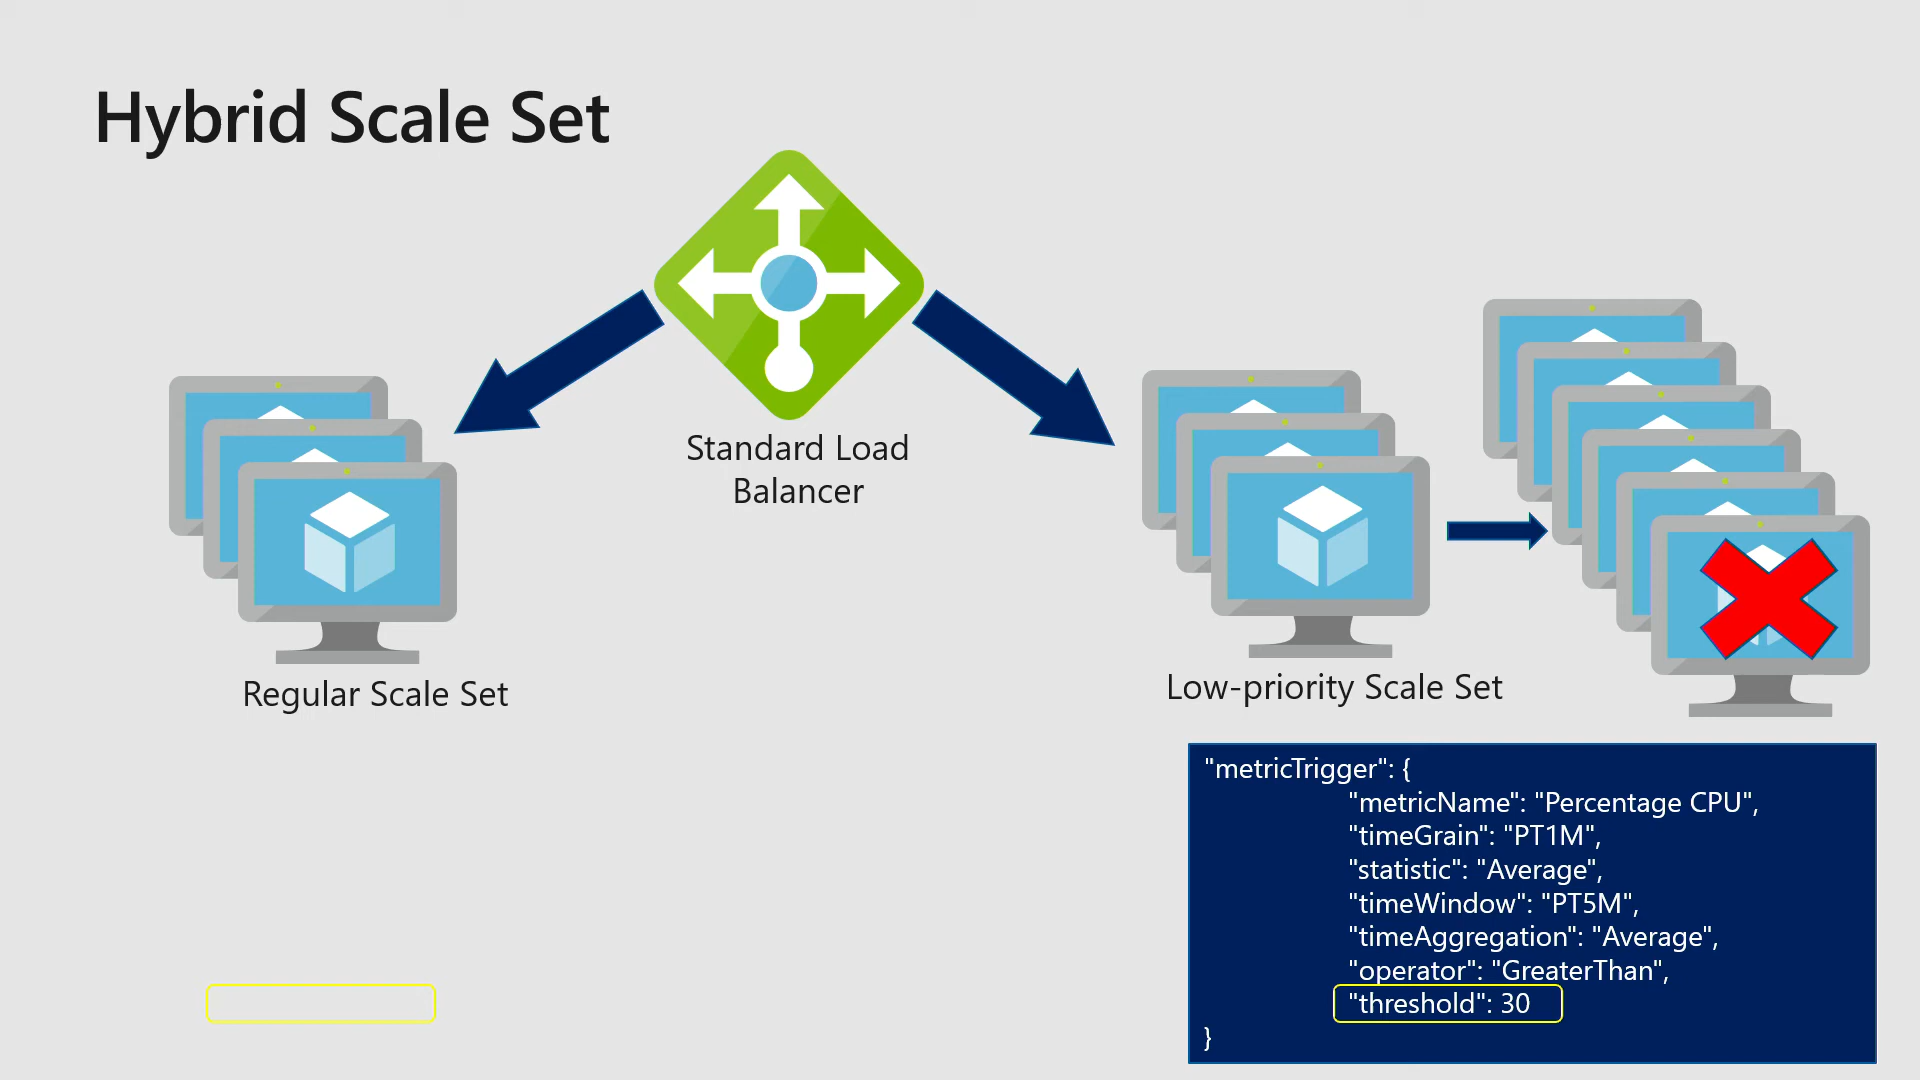 Hybrid Scale Set
Standard Load
Balancer
Regular Scale Set
Low-priority Scale Set
"metricTrigger": {
"metricName": "Percentage CPU",
"timeGrain": "PT1M",
"statistic": "Average",
"timeWindow": "PT5M",
"timeAggregation": "Average",
"operator": "GreaterThan",
"threshold": 30
}